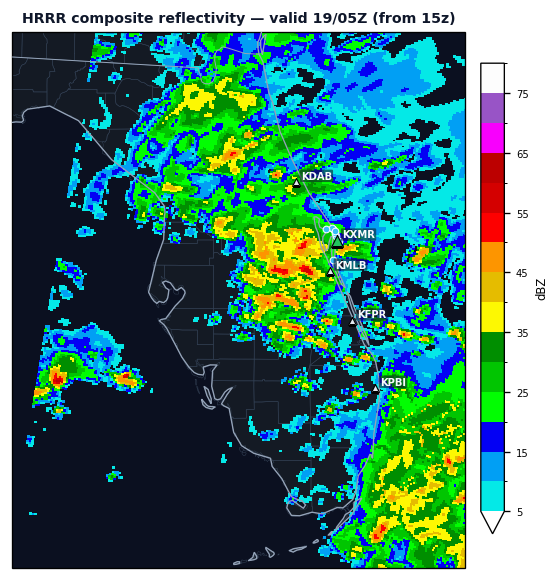 HRRR composite reflectivity — valid 19/05Z (from 15z)
KDAB
KXMR
KMLB
KFPR
KPBI
75
65
55
45
35
25
15
5
dBZ